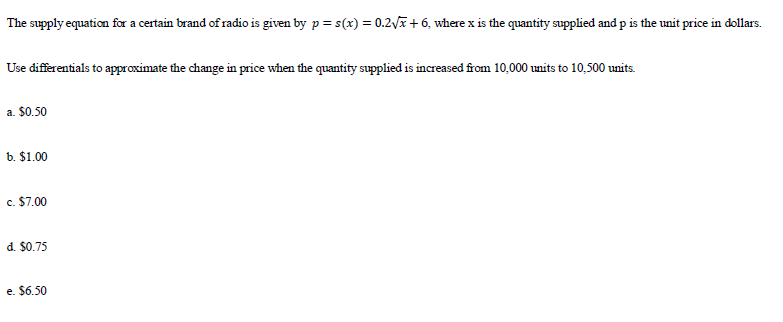 The supply equation for a certain brand of radio is given by p = s(x) = 0.2√x + 6, where x is the quantity supplied and p is the unit price in dollars.
Use differentials to approximate the change in price when the quantity supplied is increased from 10,000 units to 10,500 units.
a. $0.50
b. $1.00
c. $7.00
d. $0.75
e. $6.50